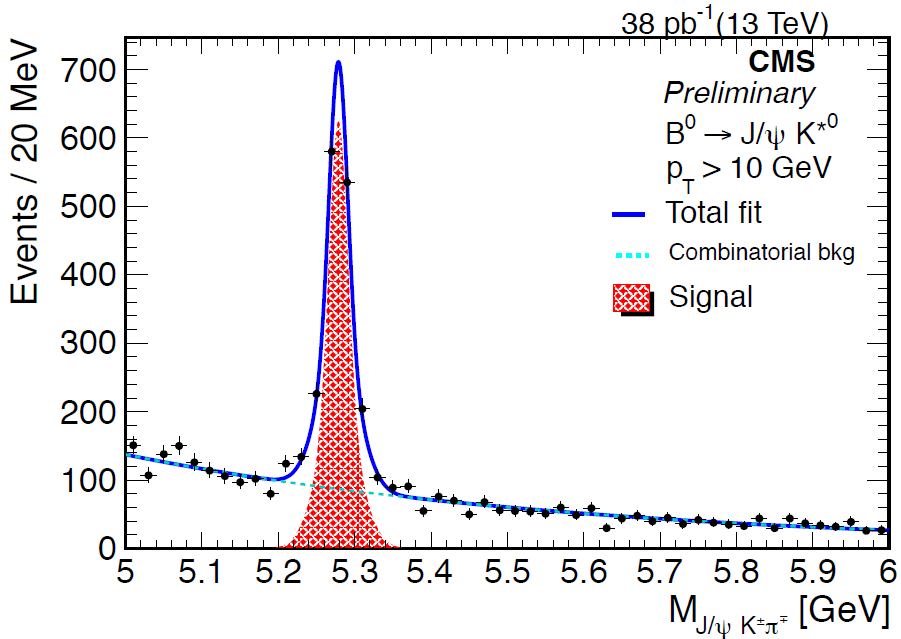 38 pb⁻¹(13 TeV)
CMS
Preliminary
B⁰ → J/ψ K*⁰
p_T > 10 GeV
Total fit
Combinatorial bkg
Signal
Events / 20 MeV
700
600
500
400
300
200
100
0
5 5.1 5.2 5.3 5.4 5.5 5.6 5.7 5.8 5.9 6
M_J/ψ K±π∓ [GeV]